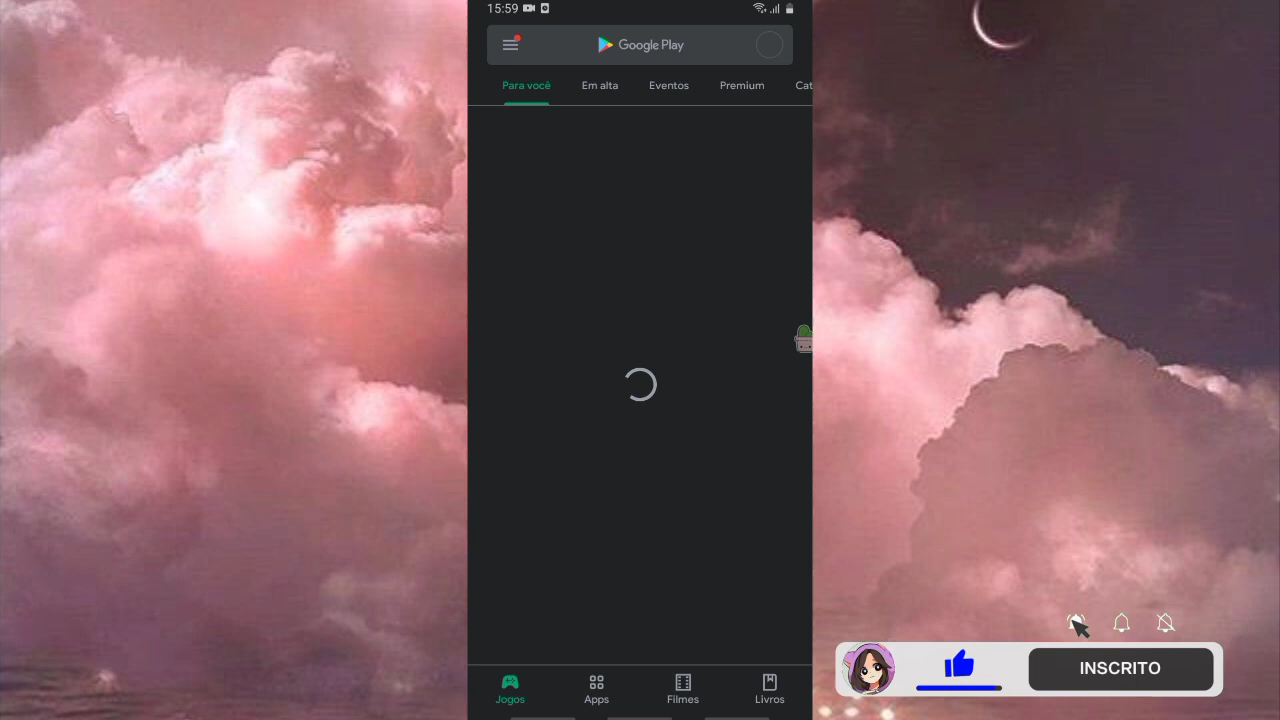 15:59
Google Play
Para você Em alta Eventos Premium Cat
INSCRITO
Jogos Apps Filmes Livros